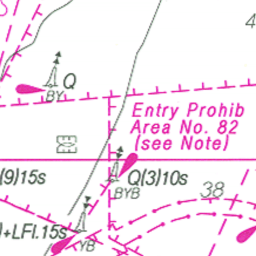 Q
BY
Entry Prohib
Area No. 82
(see Note)
(9)15s
Q(3)10s
BYB
38
+LFl.15s
YB